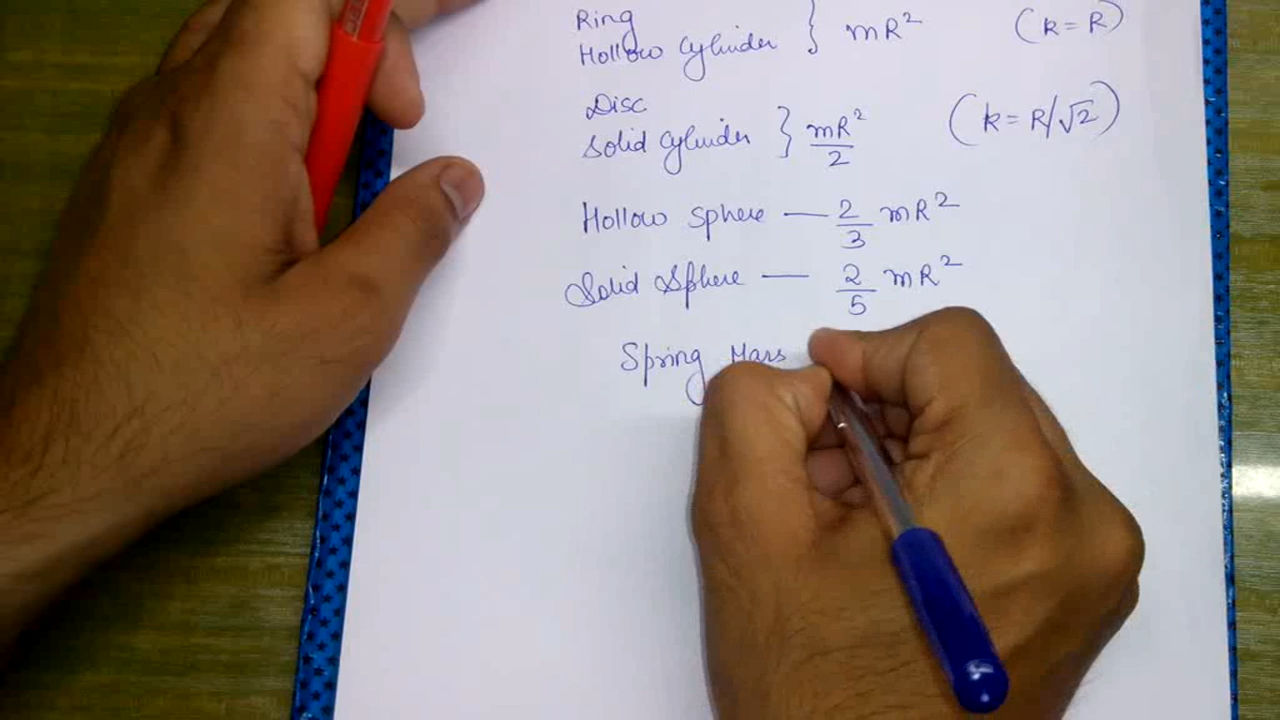 Ring
Hollow Cylinder } mR² (k = R)
Disc
Solid Cylinder } mR²/2 (k = R/√2)
Hollow Sphere — 2/3 mR²
Solid Sphere — 2/5 mR²
Spring Mass